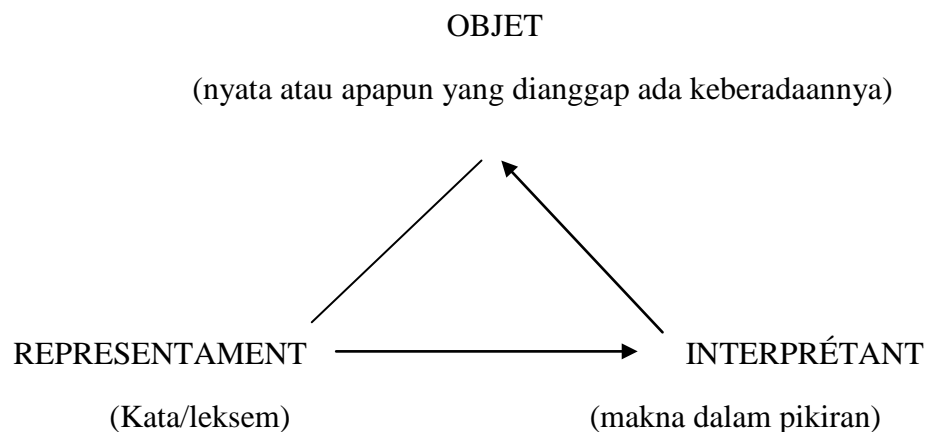 OBJET
(nyata atau apapun yang dianggap ada keberadaannya)
REPRESENTAMENT INTERPRÉTANT
(Kata/leksem) (makna dalam pikiran)